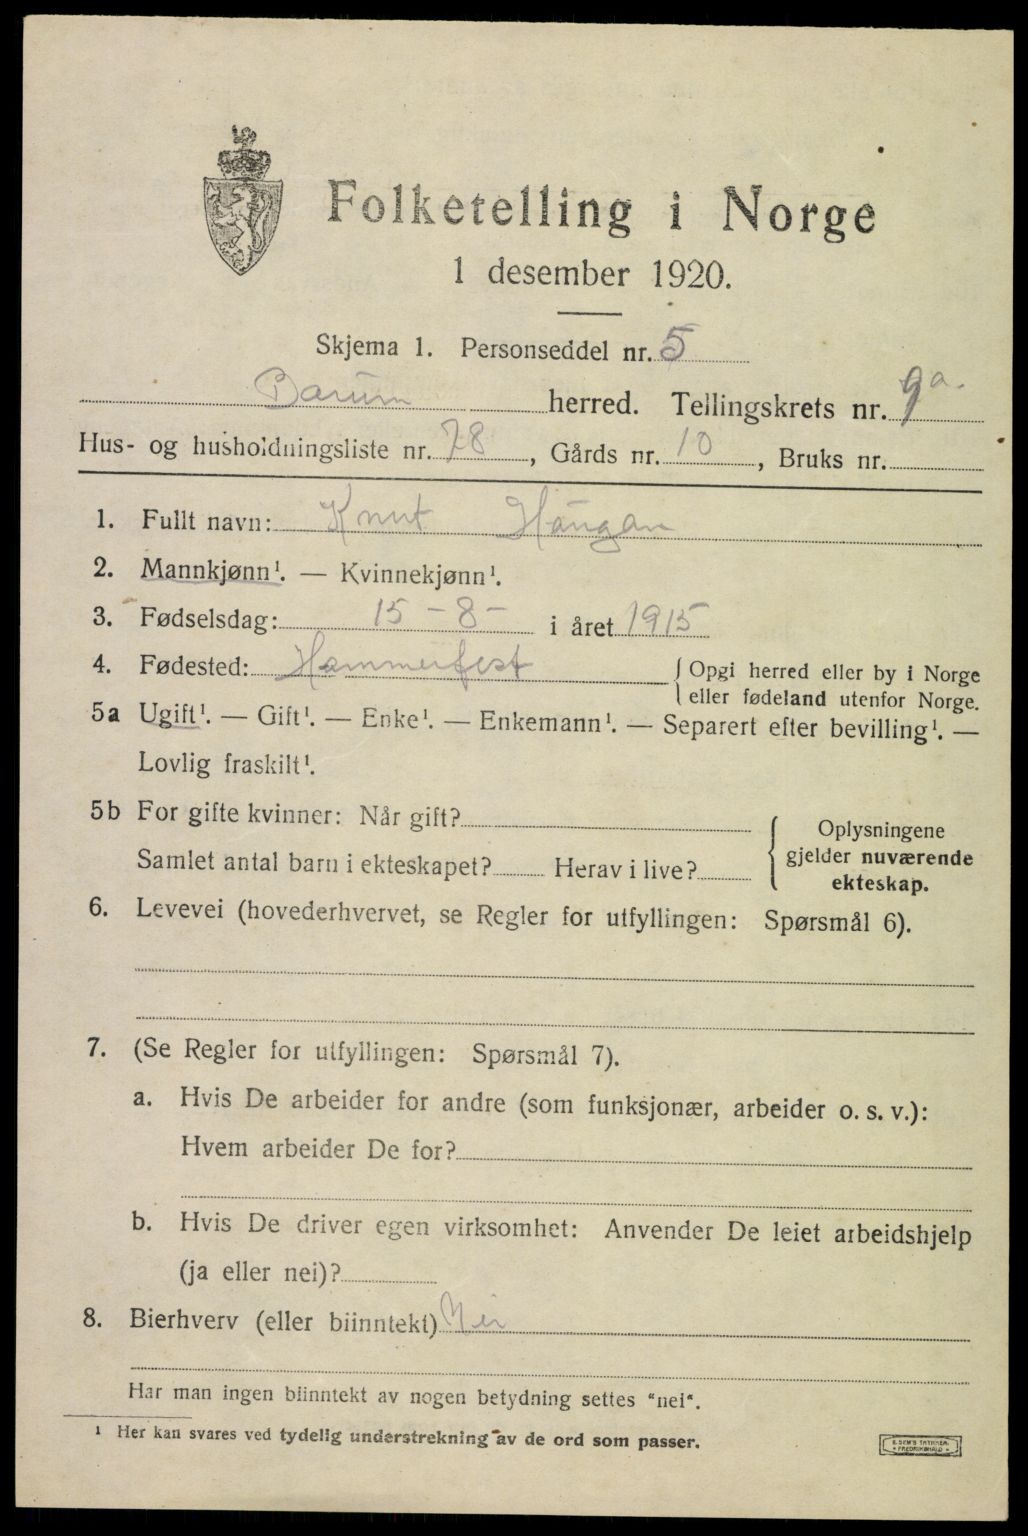 Folketelling i Norge
1 desember 1920.
Skjema 1. Personseddel nr. 5
Barum herred. Tellingskrets nr. 9a.
Hus- og husholdningsliste nr. 78, Gårds nr. 10, Bruks nr.
1. Fullt navn: Knut Haugan
2. Mannkjønn¹. — Kvinnekjønn¹.
3. Fødselsdag: 15 - 8 - i året 1915
4. Fødested: Hammerfest { Opgi herred eller by i Norge
eller fødeland utenfor Norge.
5a Ugift¹. — Gift¹. — Enke¹. — Enkemann¹. — Separert efter bevilling¹. —
Lovlig fraskilt¹.
5b For gifte kvinner: Når gift?
Samlet antal barn i ekteskapet? Herav i live?
{ Oplysningene
gjelder nuværende
ekteskap.
6. Levevei (hovederhvervet, se Regler for utfyllingen: Spørsmål 6).
7. (Se Regler for utfyllingen: Spørsmål 7).
a. Hvis De arbeider for andre (som funksjonær, arbeider o. s. v.):
Hvem arbeider De for?
b. Hvis De driver egen virksomhet: Anvender De leiet arbeidshjelp
(ja eller nei)?
8. Bierhverv (eller biinntekt) Nei
Har man ingen biinntekt av nogen betydning settes "nei".
¹ Her kan svares ved tydelig understrekning av de ord som passer.